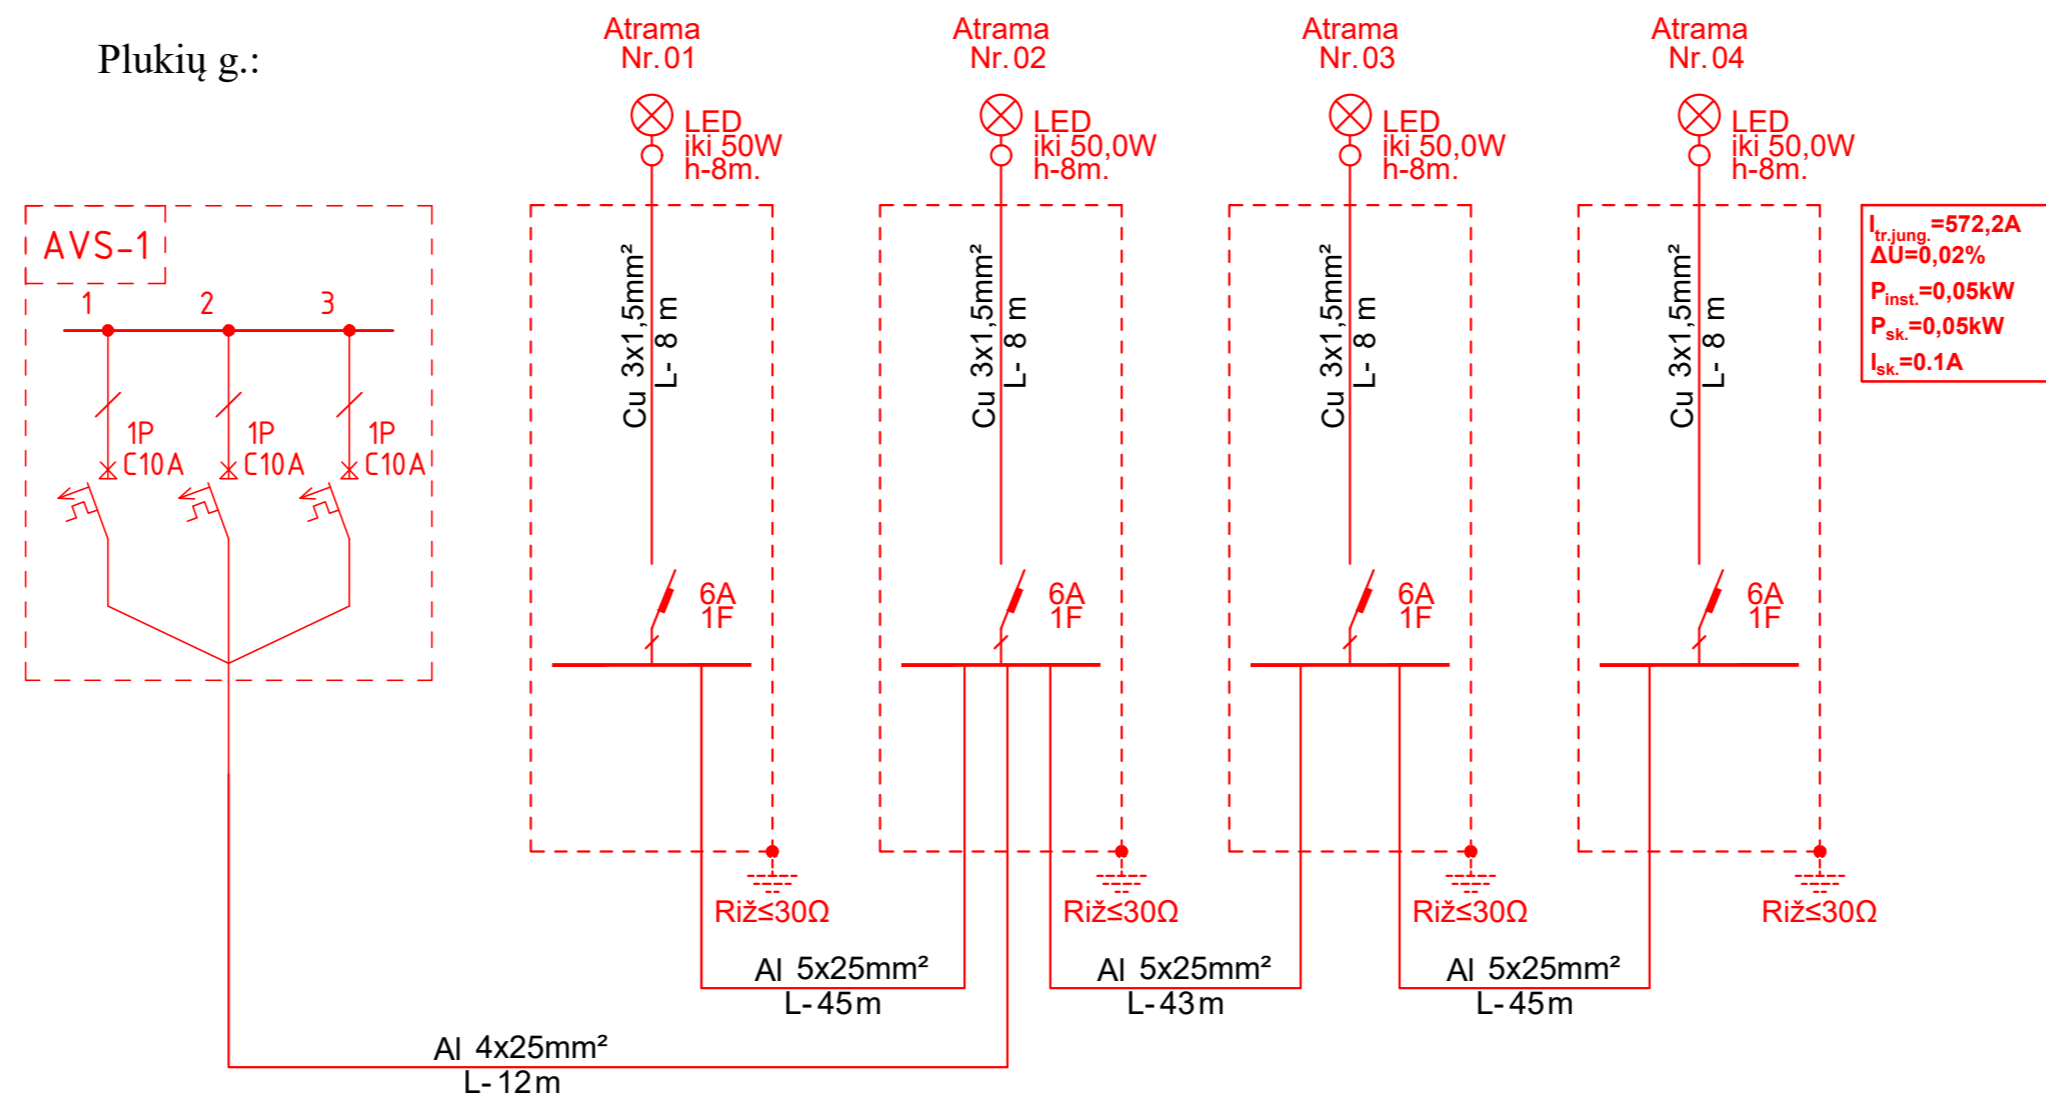 Plukių g.:
Atrama
Nr.01
Atrama
Nr.02
Atrama
Nr.03
Atrama
Nr.04
LED
iki 50W
h-8m.
LED
iki 50,0W
h-8m.
LED
iki 50,0W
h-8m.
LED
iki 50,0W
h-8m.
AVS-1
1 2 3
1P
C10A
1P
C10A
1P
C10A
Cu 3x1,5mm²
L- 8 m
Cu 3x1,5mm²
L- 8 m
Cu 3x1,5mm²
L- 8 m
Cu 3x1,5mm²
L- 8 m
Itr.jung.=572,2A
ΔU=0,02%
Pinst.=0,05kW
Psk.=0,05kW
Isk.=0.1A
6A
1F
6A
1F
6A
1F
6A
1F
Riž≤30Ω
Riž≤30Ω
Riž≤30Ω
Riž≤30Ω
Al 5x25mm²
L-45m
Al 5x25mm²
L-43m
Al 5x25mm²
L-45m
Al 4x25mm²
L-12m